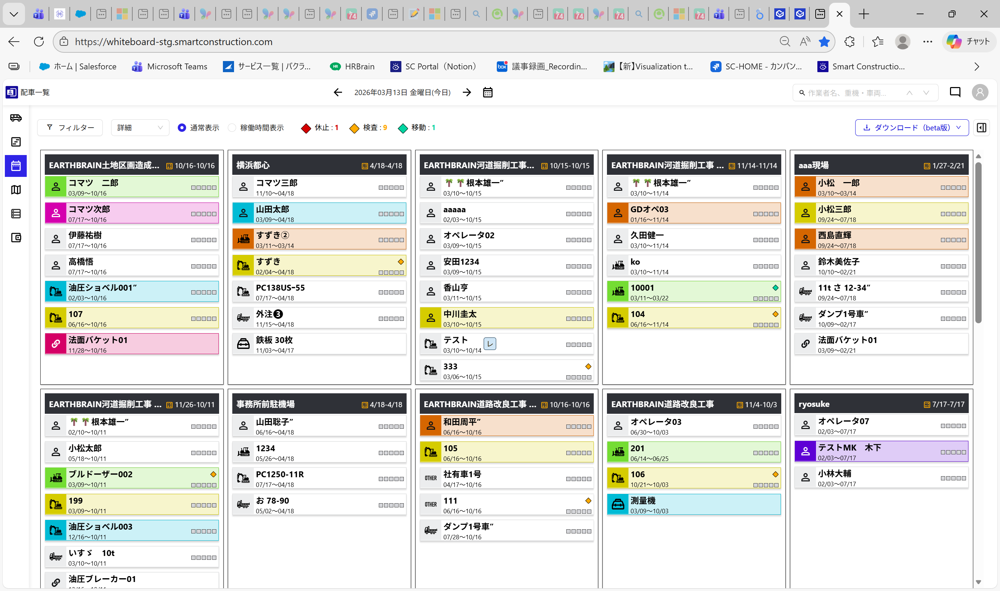 https://whiteboard-stg.smartconstruction.com
チャット
ホーム | Salesforce
Microsoft Teams
サービス一覧 | バクラ...
HRBrain
SC Portal（Notion）
議事録画_Recordin...
【新】Visualization t...
SC-HOME - カンバン...
Smart Constructio...
配車一覧
2026年03月13日 金曜日(今日)
作業者名、重機・車両...
フィルター
詳細
通常表示
稼働時間表示
休止 : 1
検査 : 9
移動 : 1
ダウンロード（beta版）
EARTHBRAIN土地区画造成... 10/16-10/16
コマツ　二郎
03/09～10/16
コマツ次郎
07/17～10/16
伊藤祐樹
07/17～10/16
高橋悟
07/17～10/16
油圧ショベル001”
02/03～10/16
107
06/16～10/16
法面バケット01
11/28～10/16
横浜都心 4/18-4/18
コマツ三郎
11/10～04/18
山田太郎
03/09～04/18
すずき②
03/11～03/14
すずき
02/04～04/18
PC138US-55
07/17～04/18
外注❸
11/15～04/18
鉄板 30枚
11/03～04/17
EARTHBRAIN河道掘削工事... 10/15-10/15
🌴🌴根本雄一”
03/10～10/15
aaaaa
02/03～10/15
オペレータ02
03/09～10/15
安田1234
03/09～10/15
香山亨
03/11～10/15
中川圭太
03/10～10/15
テスト
03/10～10/14 レ
333
03/06～10/15
EARTHBRAIN河道掘削工事 ... 11/14-11/14
🌴🌴根本雄一”
03/10～11/14
GDオペ03
01/16～11/14
久田健一
03/10～11/14
ko
03/10～11/14
10001
03/11～03/22
104
06/16～11/14
aaa現場 1/27-2/21
小松　一郎
03/10～03/14
小松三郎
09/24～07/18
西島直輝
09/24～07/18
鈴木美佐子
10/10～02/21
11t さ 12-34”
09/24～07/18
ダンプ1号車”
10/09～02/17
法面バケット01
03/09～02/21
EARTHBRAIN河道掘削工事 ... 11/26-10/11
🌴🌴根本雄一”
02/10～10/11
小松太郎
05/18～10/11
ブルドーザー002
03/09～10/11
199
03/09～10/11
油圧ショベル003
12/16～10/11
いすゞ　10t
03/10～10/11
油圧ブレーカー01
事務所前駐機場 4/18-4/18
山田聡子”
06/16～04/18
1234
05/26～04/18
PC1250-11R
07/17～04/18
お 78-90
05/02～04/18
EARTHBRAIN道路改良工事 ... 10/16-10/16
和田周平”
06/16～10/16
105
06/16～10/16
OTHER 社有車1号
04/17～10/16
OTHER 111
06/16～10/16
ダンプ1号車”
07/28～10/16
EARTHBRAIN道路改良工事 11/4-10/3
オペレータ03
06/30～10/03
201
06/14～06/25
106
10/21～10/03
測量機
03/09～10/03
ryosuke 7/17-7/17
オペレータ07
02/03～07/17
テストMK　木下
02/03～07/17
小林大輔
02/03～07/17